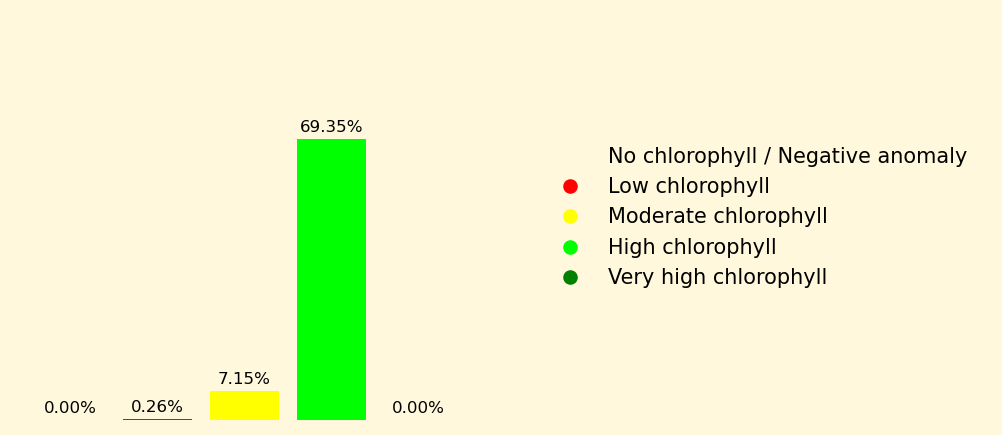 69.35%
7.15%
0.00%
0.26%
0.00%
No chlorophyll / Negative anomaly
Low chlorophyll
Moderate chlorophyll
High chlorophyll
Very high chlorophyll